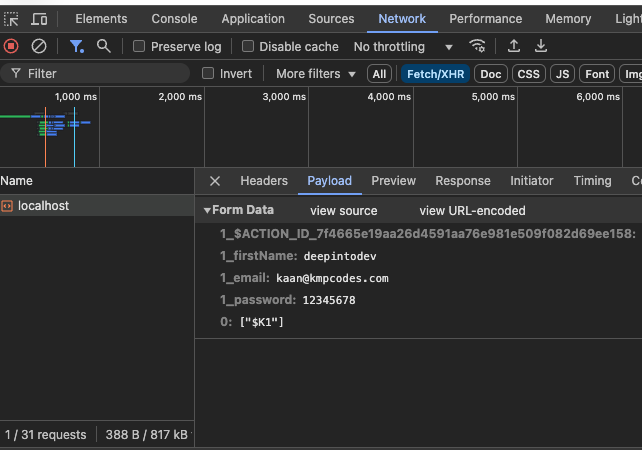 Elements Console Application Sources Network Performance Memory Ligh
Preserve log Disable cache No throttling
Filter Invert More filters All Fetch/XHR Doc CSS JS Font Img
1,000 ms 2,000 ms 3,000 ms 4,000 ms 5,000 ms 6,000 ms
Name Headers Payload Preview Response Initiator Timing Co
localhost
Form Data view source view URL-encoded
1_$ACTION_ID_7f4665e19aa26d4591aa76e981e509f082d69ee158:
1_firstName: deepintodev
1_email: kaan@kmpcodes.com
1_password: 12345678
0: ["$K1"]
1 / 31 requests 388 B / 817 kB